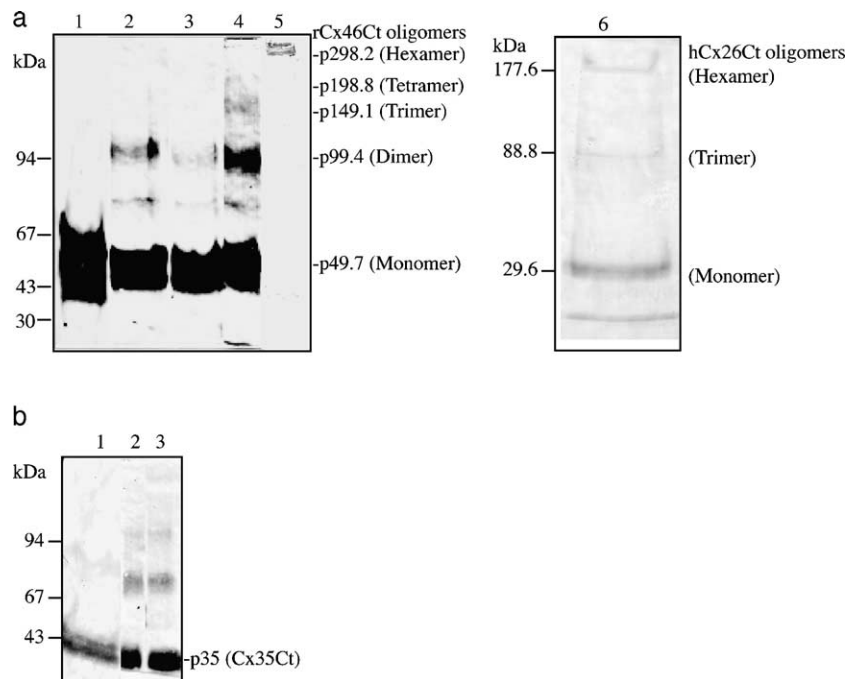 a
1 2 3 4 5
rCx46Ct oligomers
kDa
-p298.2 (Hexamer)
-p198.8 (Tetramer)
-p149.1 (Trimer)
94
-p99.4 (Dimer)
67
-p49.7 (Monomer)
43
30
6
kDa
hCx26Ct oligomers
177.6
(Hexamer)
88.8
(Trimer)
29.6
(Monomer)
b
1 2 3
kDa
94
67
43
-p35 (Cx35Ct)